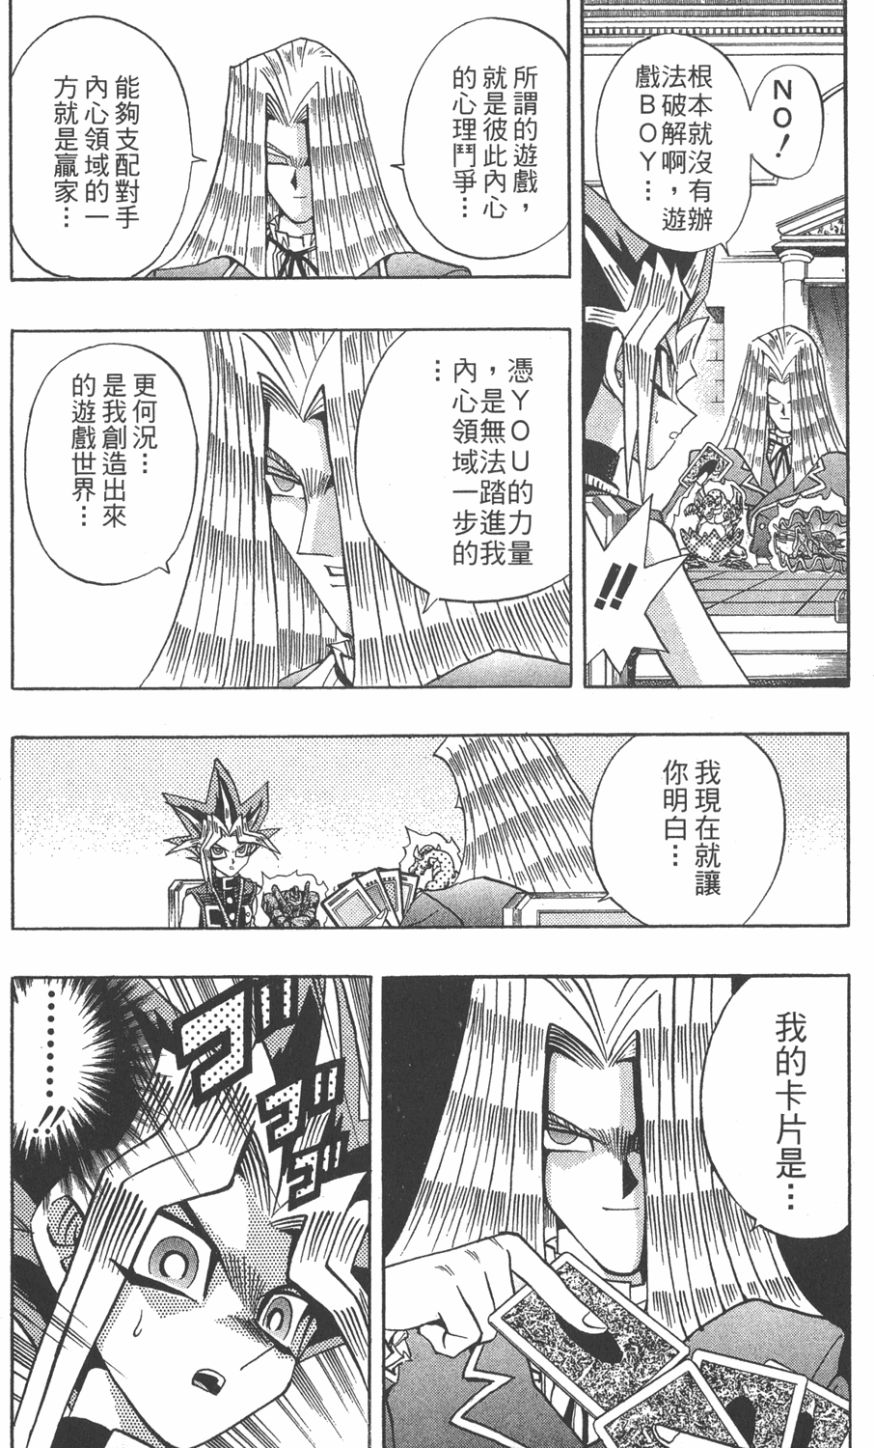 NO！
根本就沒有辦
法破解啊，遊
戲BOY…
!!
所謂的遊戲，
就是彼此內心
的心理鬥爭…
能夠支配對手
內心領域的一
方就是贏家…
憑YOU的力量
，是無法踏進我
內心領域一步的
…
更何況…
是我創造出來
的遊戲世界…
我現在就讓
你明白…
我的卡片是…
ゴゴゴ
………!!